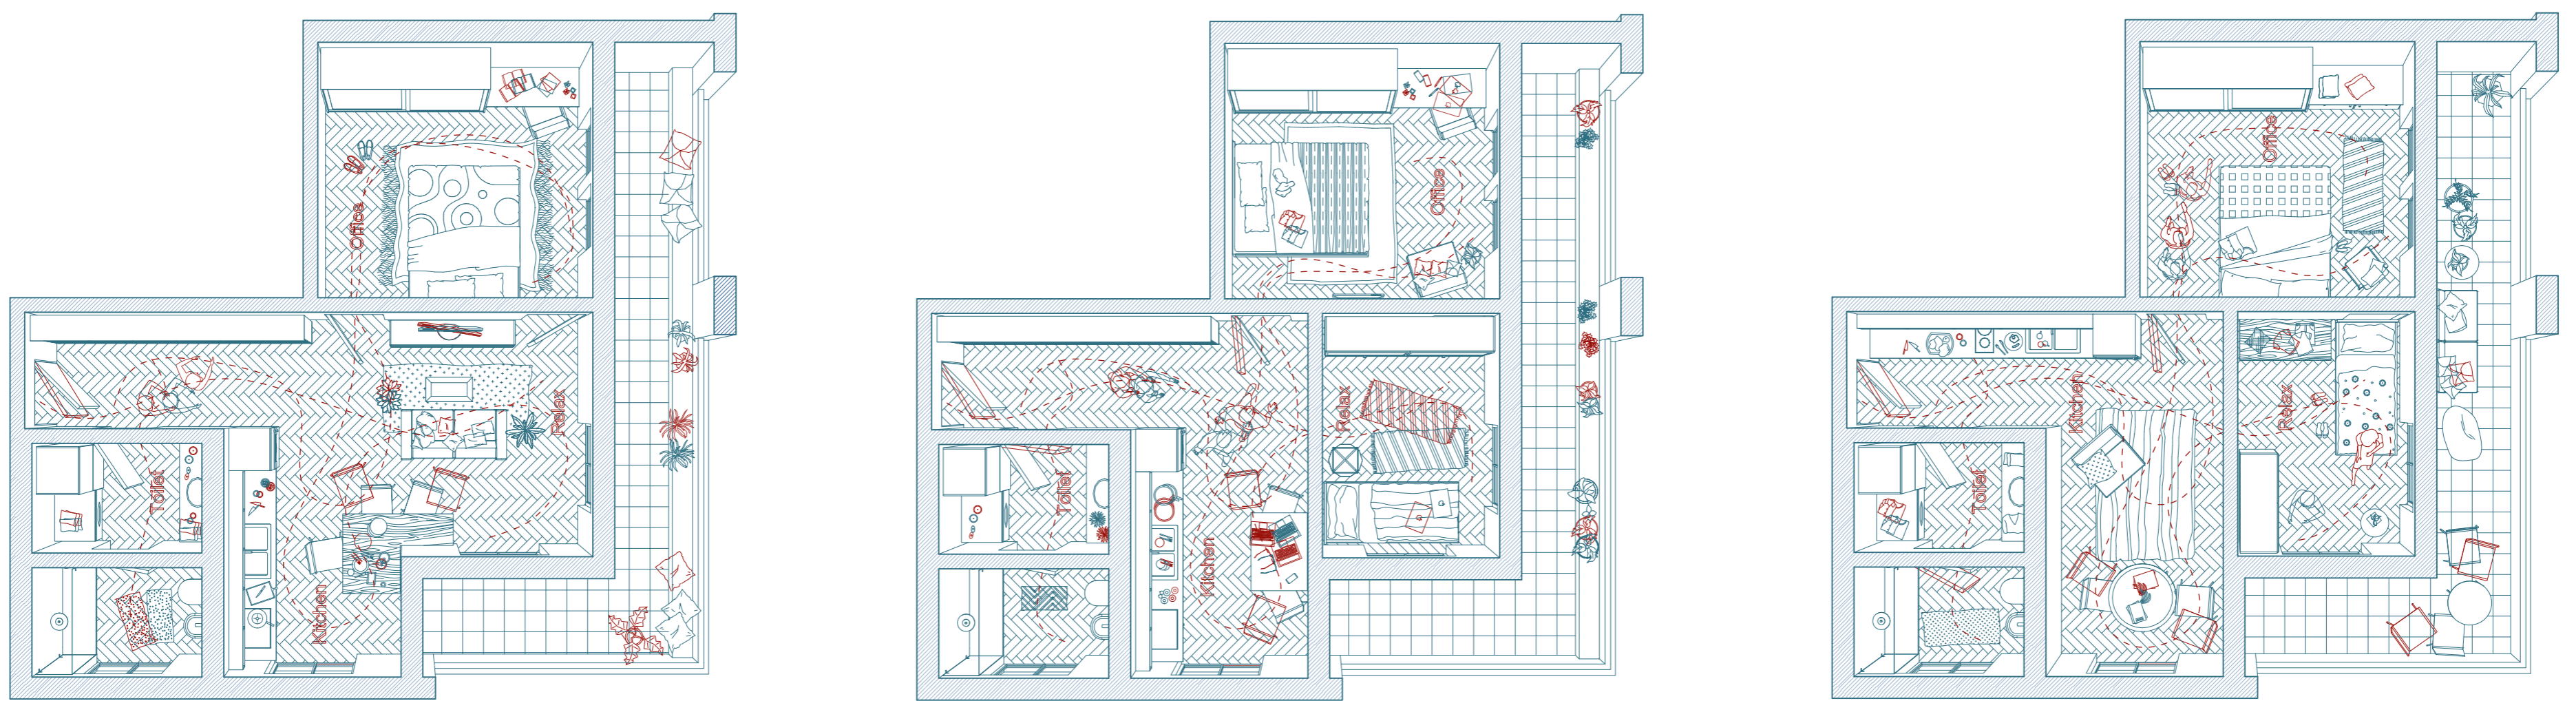 Office
Relax
Toilet
Kitchen
Office
Relax
Toilet
Kitchen
Office
Kitchen
Relax
Toilet